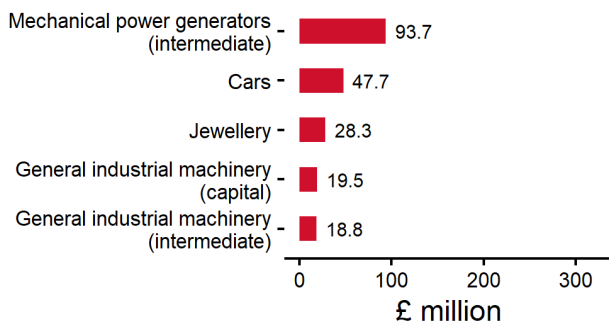 Mechanical power generators
(intermediate)
93.7
Cars
47.7
Jewellery
28.3
General industrial machinery
(capital)
19.5
General industrial machinery
(intermediate)
18.8
0 100 200 300
£ million